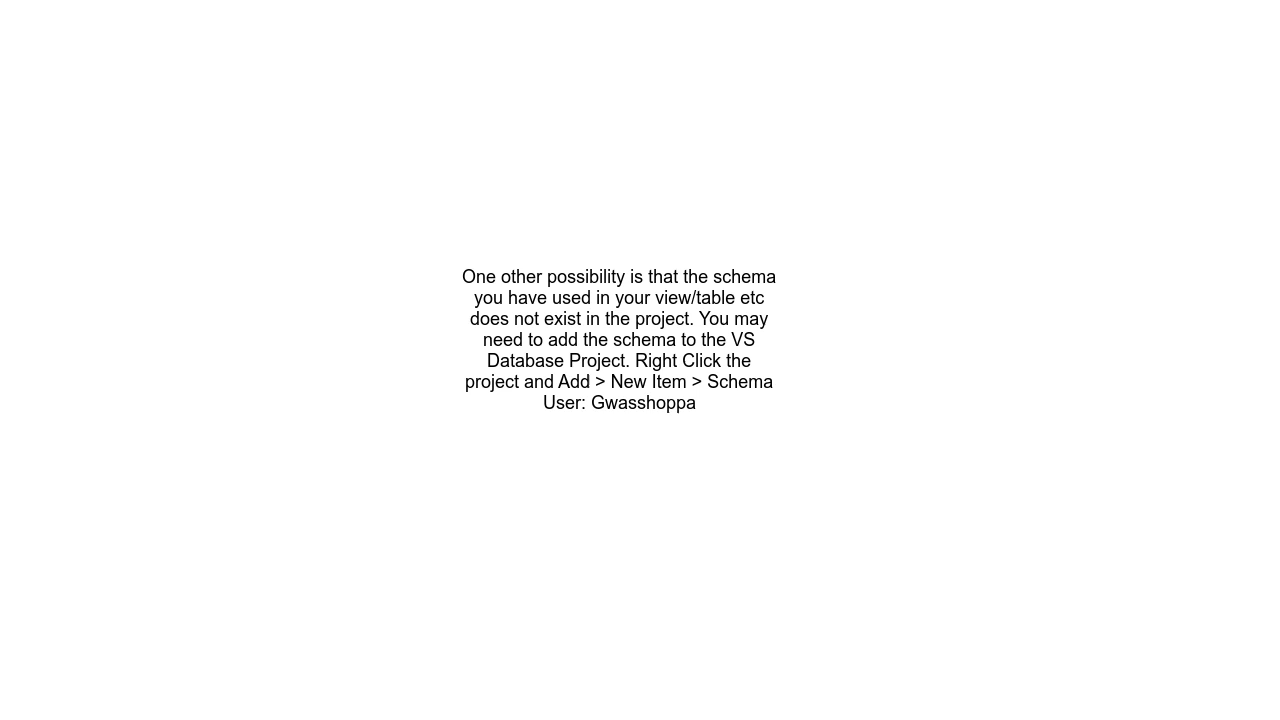 One other possibility is that the schema
you have used in your view/table etc
does not exist in the project. You may
need to add the schema to the VS
Database Project. Right Click the
project and Add > New Item > Schema
User: Gwasshoppa